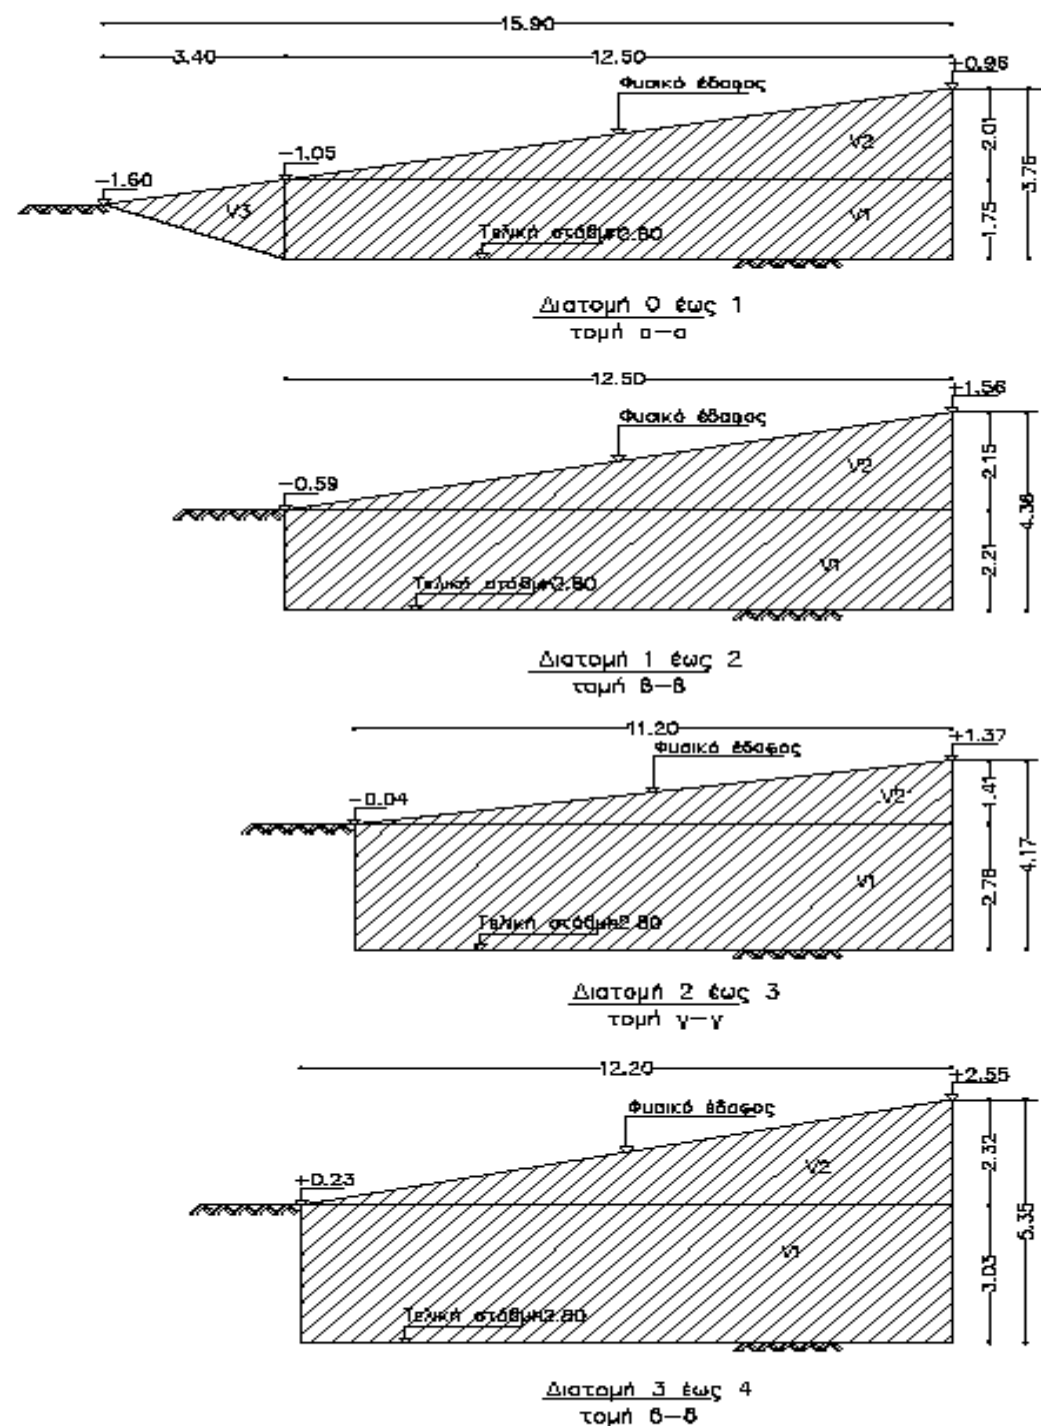 15.90
3.40 12.50
+0.96
Φυσικό έδαφος
-1.05
-1.60
V2
V3
V1
2.01
3.76
1.75
Τελική στάθμη
Διατομή 0 έως 1
τομή α-α
12.50
+1.56
Φυσικό έδαφος
-0.59
V2
V1
2.15
4.36
2.21
Τελική στάθμη-2.80
Διατομή 1 έως 2
τομή β-β
11.20
+1.37
Φυσικό έδαφος
-0.04
V2
V1
1.41
4.17
2.76
Τελική στάθμη-2.80
Διατομή 2 έως 3
τομή γ-γ
12.20
+2.55
Φυσικό έδαφος
+0.23
V2
V1
2.32
5.35
3.03
Τελική στάθμη-2.80
Διατομή 3 έως 4
τομή δ-δ